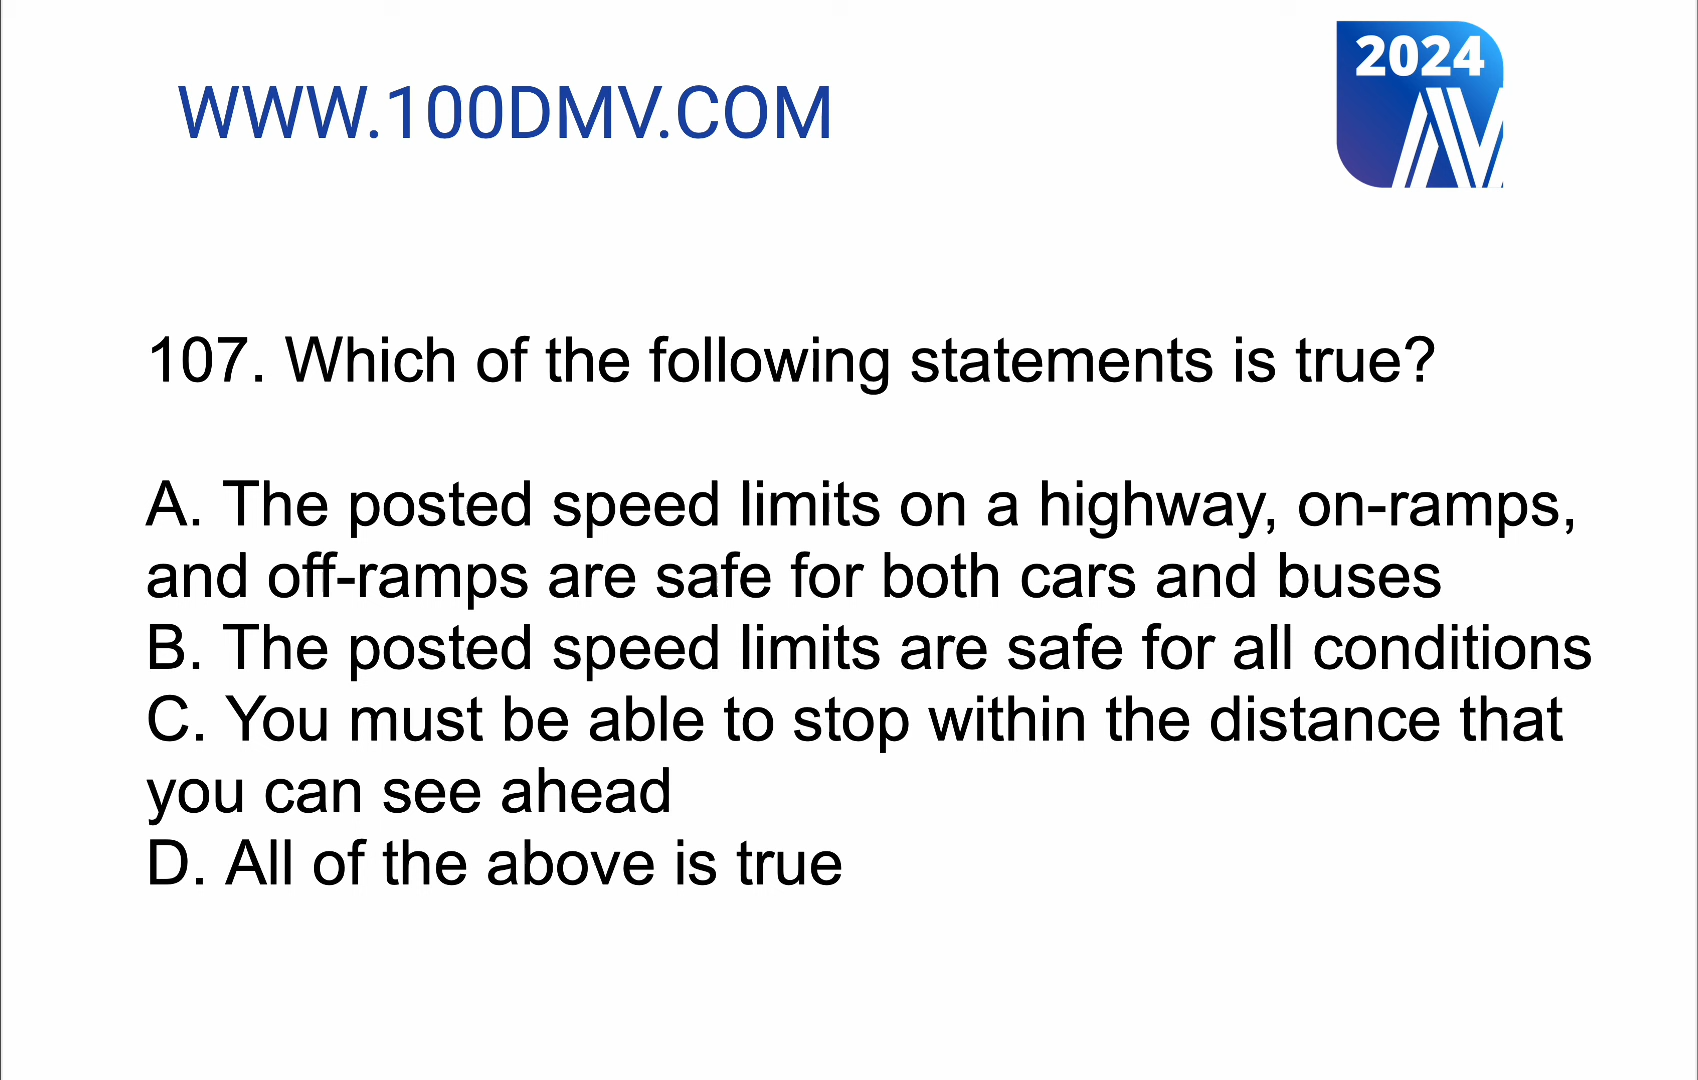 2024
WWW.100DMV.COM
107. Which of the following statements is true?
A. The posted speed limits on a highway, on-ramps,
and off-ramps are safe for both cars and buses
B. The posted speed limits are safe for all conditions
C. You must be able to stop within the distance that
you can see ahead
D. All of the above is true